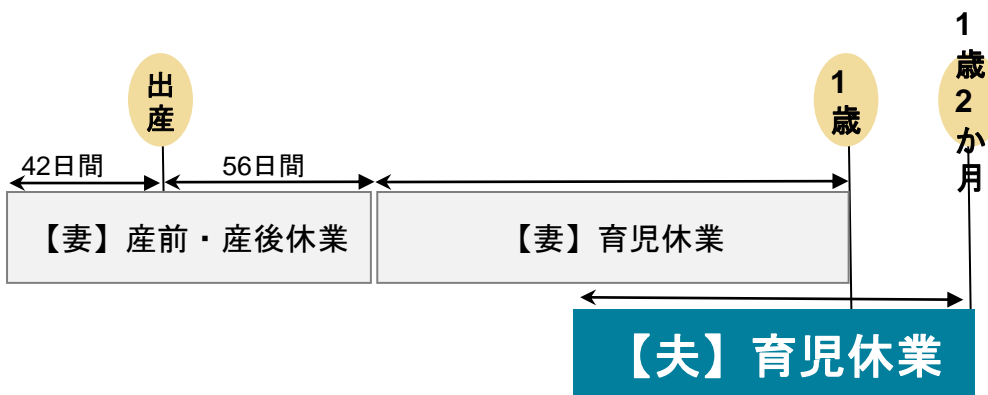 出産
1歳
1歳2か月
42日間
56日間
【妻】産前・産後休業
【妻】育児休業
【夫】育児休業